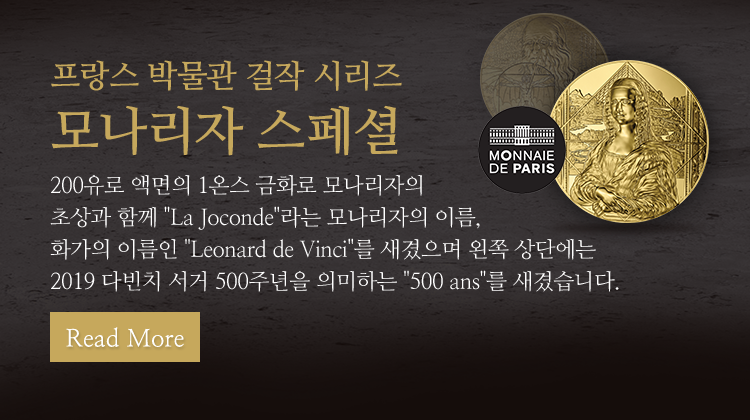 프랑스 박물관 걸작 시리즈
모나리자 스페셜
MONNAIE
DE PARIS
200유로 액면의 1온스 금화로 모나리자의
초상과 함께 "La Joconde"라는 모나리자의 이름,
화가의 이름인 "Leonard de Vinci"를 새겼으며 왼쪽 상단에는
2019 다빈치 서거 500주년을 의미하는 "500 ans"를 새겼습니다.
Read More